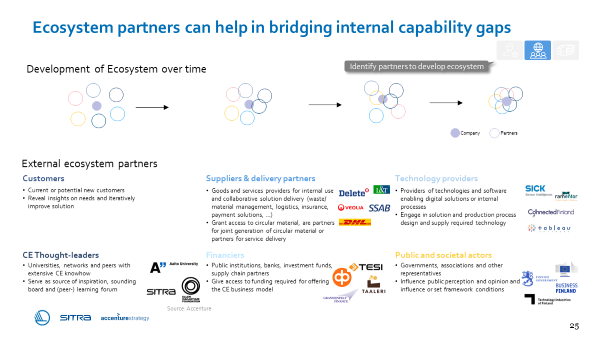 Ecosystem partners can help in bridging internal capability gaps
Development of Ecosystem over time
Identify partners to develop ecosystem
Company
Partners
External ecosystem partners
Customers
• Current or potential new customers
• Reveal insights on needs and iteratively
improve solution
Suppliers & delivery partners
• Goods and services providers for internal use
and collaborative solution delivery (waste/
material management, logistics, insurance,
payment solutions, ...)
• Grant access to circular material, are partners
for joint generation of circular material or
partners for service delivery
Delete
L&T
VEOLIA
SSAB
DHL
Technology providers
• Providers of technologies and software
enabling digital solutions or internal
processes
• Engage in solution and production process
design and supply required technology
SICK
ramentor
ConnectedFinland
tableau
CE Thought-leaders
• Universities, networks and peers with
extensive CE knowhow
• Serve as source of inspiration, sounding
board and (peer-) learning forum
A"
Aalto University
SITRA
Financiers
• Public institutions, banks, investment funds,
supply chain partners
• Give access to funding required for offering
the CE business model
TESI
TAALERI
Public and societal actors
• Governments, associations and other
representatives
• Influence public perception and opinion and
influence or set framework conditions
BUSINESS
FINLAND
Technology Industries
of Finland
Source: Accenture
SITRA
accenturestrategy
25